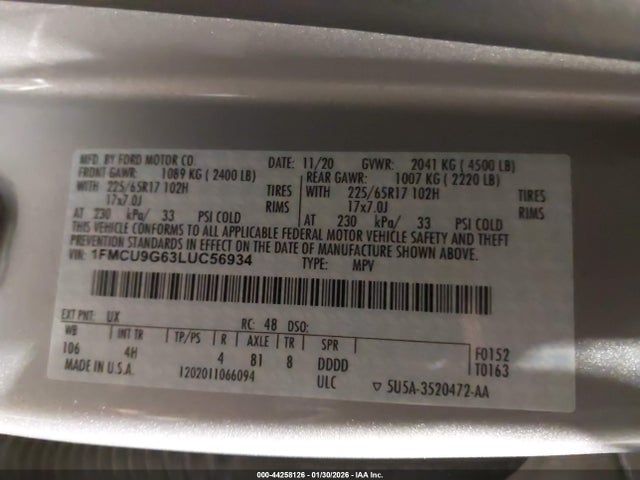 MFD. BY FORD MOTOR CO. DATE: 11/20 GVWR: 2041 KG ( 4500 LB)
FRONT GAWR: 1089 KG ( 2400 LB) REAR GAWR: 1007 KG ( 2220 LB)
WITH 225/65R17 102H TIRES WITH 225/65R17 102H TIRES
17x7.0J RIMS 17x7.0J RIMS
AT 230 kPa/ 33 PSI COLD AT 230 kPa/ 33 PSI COLD
THIS VEHICLE CONFORMS TO ALL APPLICABLE FEDERAL MOTOR VEHICLE SAFETY AND THEFT
PREVENTION STANDARDS IN EFFECT ON THE DATE OF MANUFACTURE SHOWN ABOVE.
VIN: 1FMCU9G63LUC56934 TYPE: MPV
EXT PNT: UX RC: 48 DSO:
WB INT TR TP/PS R AXLE TR SPR
106 4H 4 81 8 DDDD F0152
MADE IN U.S.A. 1202011066094 ULC T0163
▽ 5U5A-3520472-AA
000-44258126 - 01/30/2026 - IAA Inc.